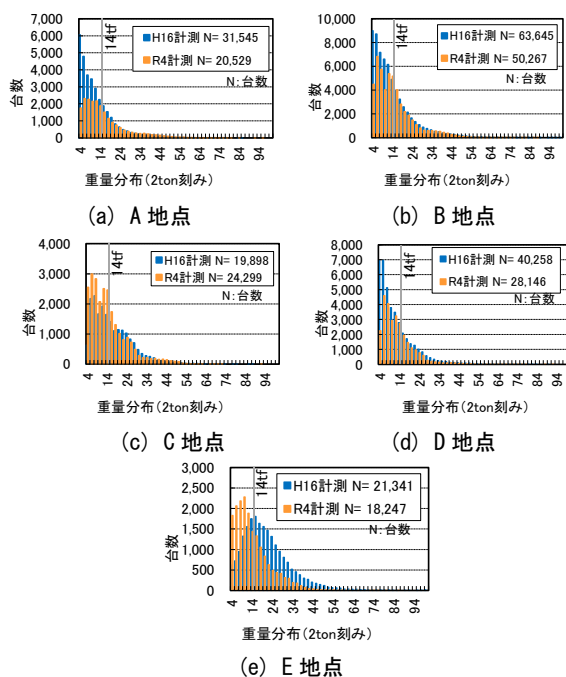 7,000
6,000
5,000
4,000
3,000
2,000
1,000
0
台数
14tf
H16計測 N= 31,545
R4計測 N= 20,529
N:台数
4 14 24 34 44 54 64 74 84 94
重量分布(2ton刻み)
(a) A 地点
10,000
8,000
6,000
4,000
2,000
0
台数
14tf
H16計測 N= 63,645
R4計測 N= 50,267
N:台数
4 14 24 34 44 54 64 74 84 94
重量分布(2ton刻み)
(b) B 地点
4,000
3,000
2,000
1,000
0
台数
14tf
H16計測 N= 19,898
R4計測 N= 24,299
N:台数
4 14 24 34 44 54 64 74 84 94
重量分布(2ton刻み)
(c) C 地点
8,000
7,000
6,000
5,000
4,000
3,000
2,000
1,000
0
台数
14tf
H16計測 N= 40,258
R4計測 N= 28,146
N:台数
4 14 24 34 44 54 64 74 84 94
重量分布(2ton刻み)
(d) D 地点
3,000
2,500
2,000
1,500
1,000
500
0
台数
14tf
H16計測 N= 21,341
R4計測 N= 18,247
N:台数
4 14 24 34 44 54 64 74 84 94
重量分布(2ton刻み)
(e) E 地点